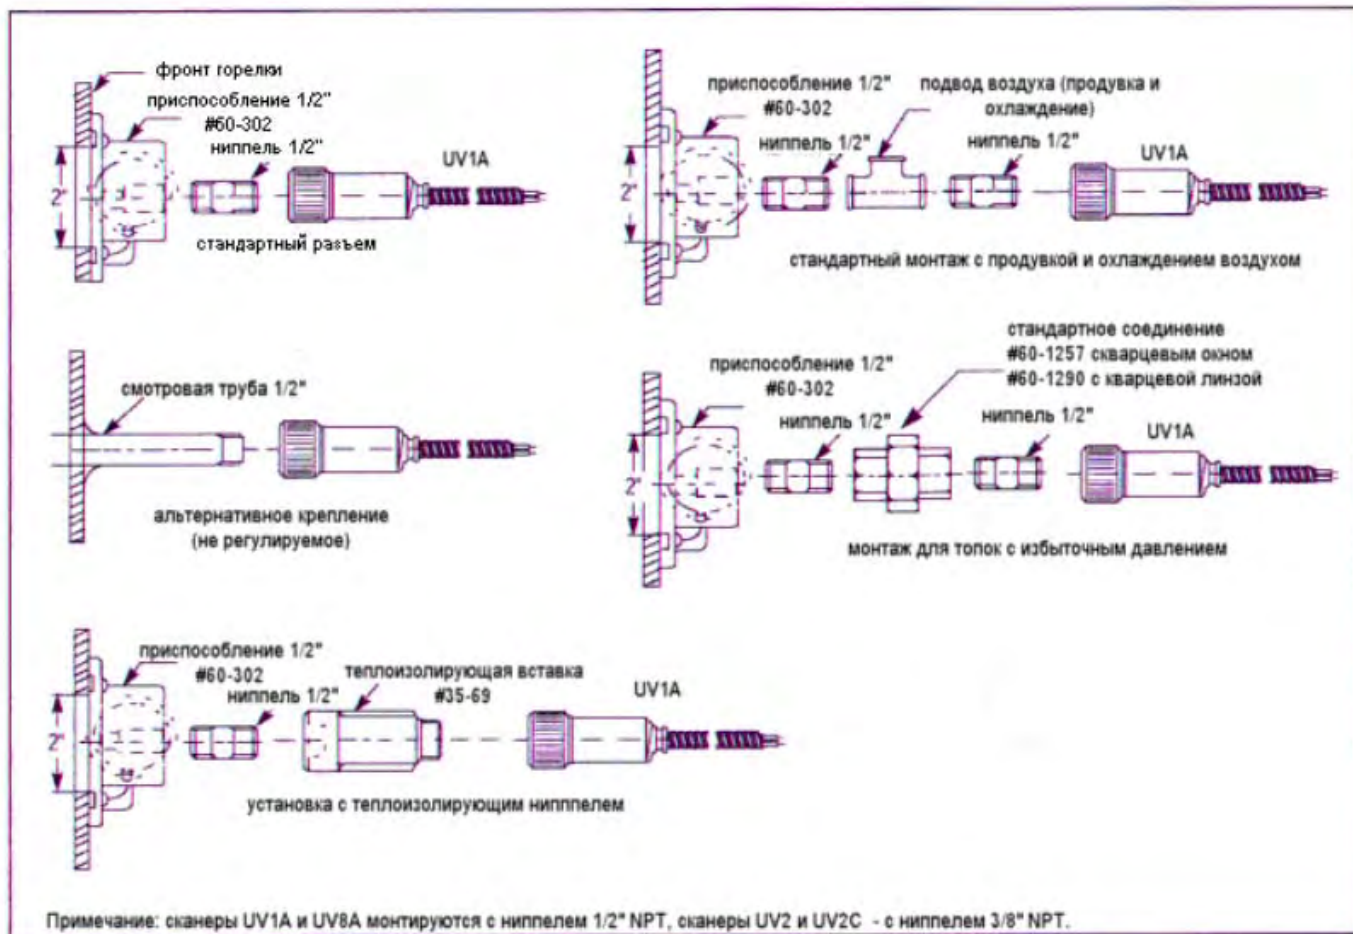 фронт горелки
приспособление 1/2"
#60-302
ниппель 1/2"
UV1A
2"
стандартный разъем
приспособление 1/2"
#60-302
ниппель 1/2"
подвод воздуха (продувка и
охлаждение)
ниппель 1/2"
UV1A
2"
стандартный монтаж с продувкой и охлаждением воздухом
смотровая труба 1/2"
альтернативное крепление
(не регулируемое)
приспособление 1/2"
#60-302
ниппель 1/2"
стандартное соединение
#60-1257 скварцевым окном
#60-1290 с кварцевой линзой
ниппель 1/2"
UV1A
2"
монтаж для топок с избыточным давлением
приспособление 1/2"
#60-302
ниппель 1/2"
теплоизолирующая вставка
#35-69
UV1A
2"
установка с теплоизолирующим нипппелем
Примечание: сканеры UV1A и UV8A монтируются с ниппелем 1/2" NPT, сканеры UV2 и UV2C - с ниппелем 3/8" NPT.